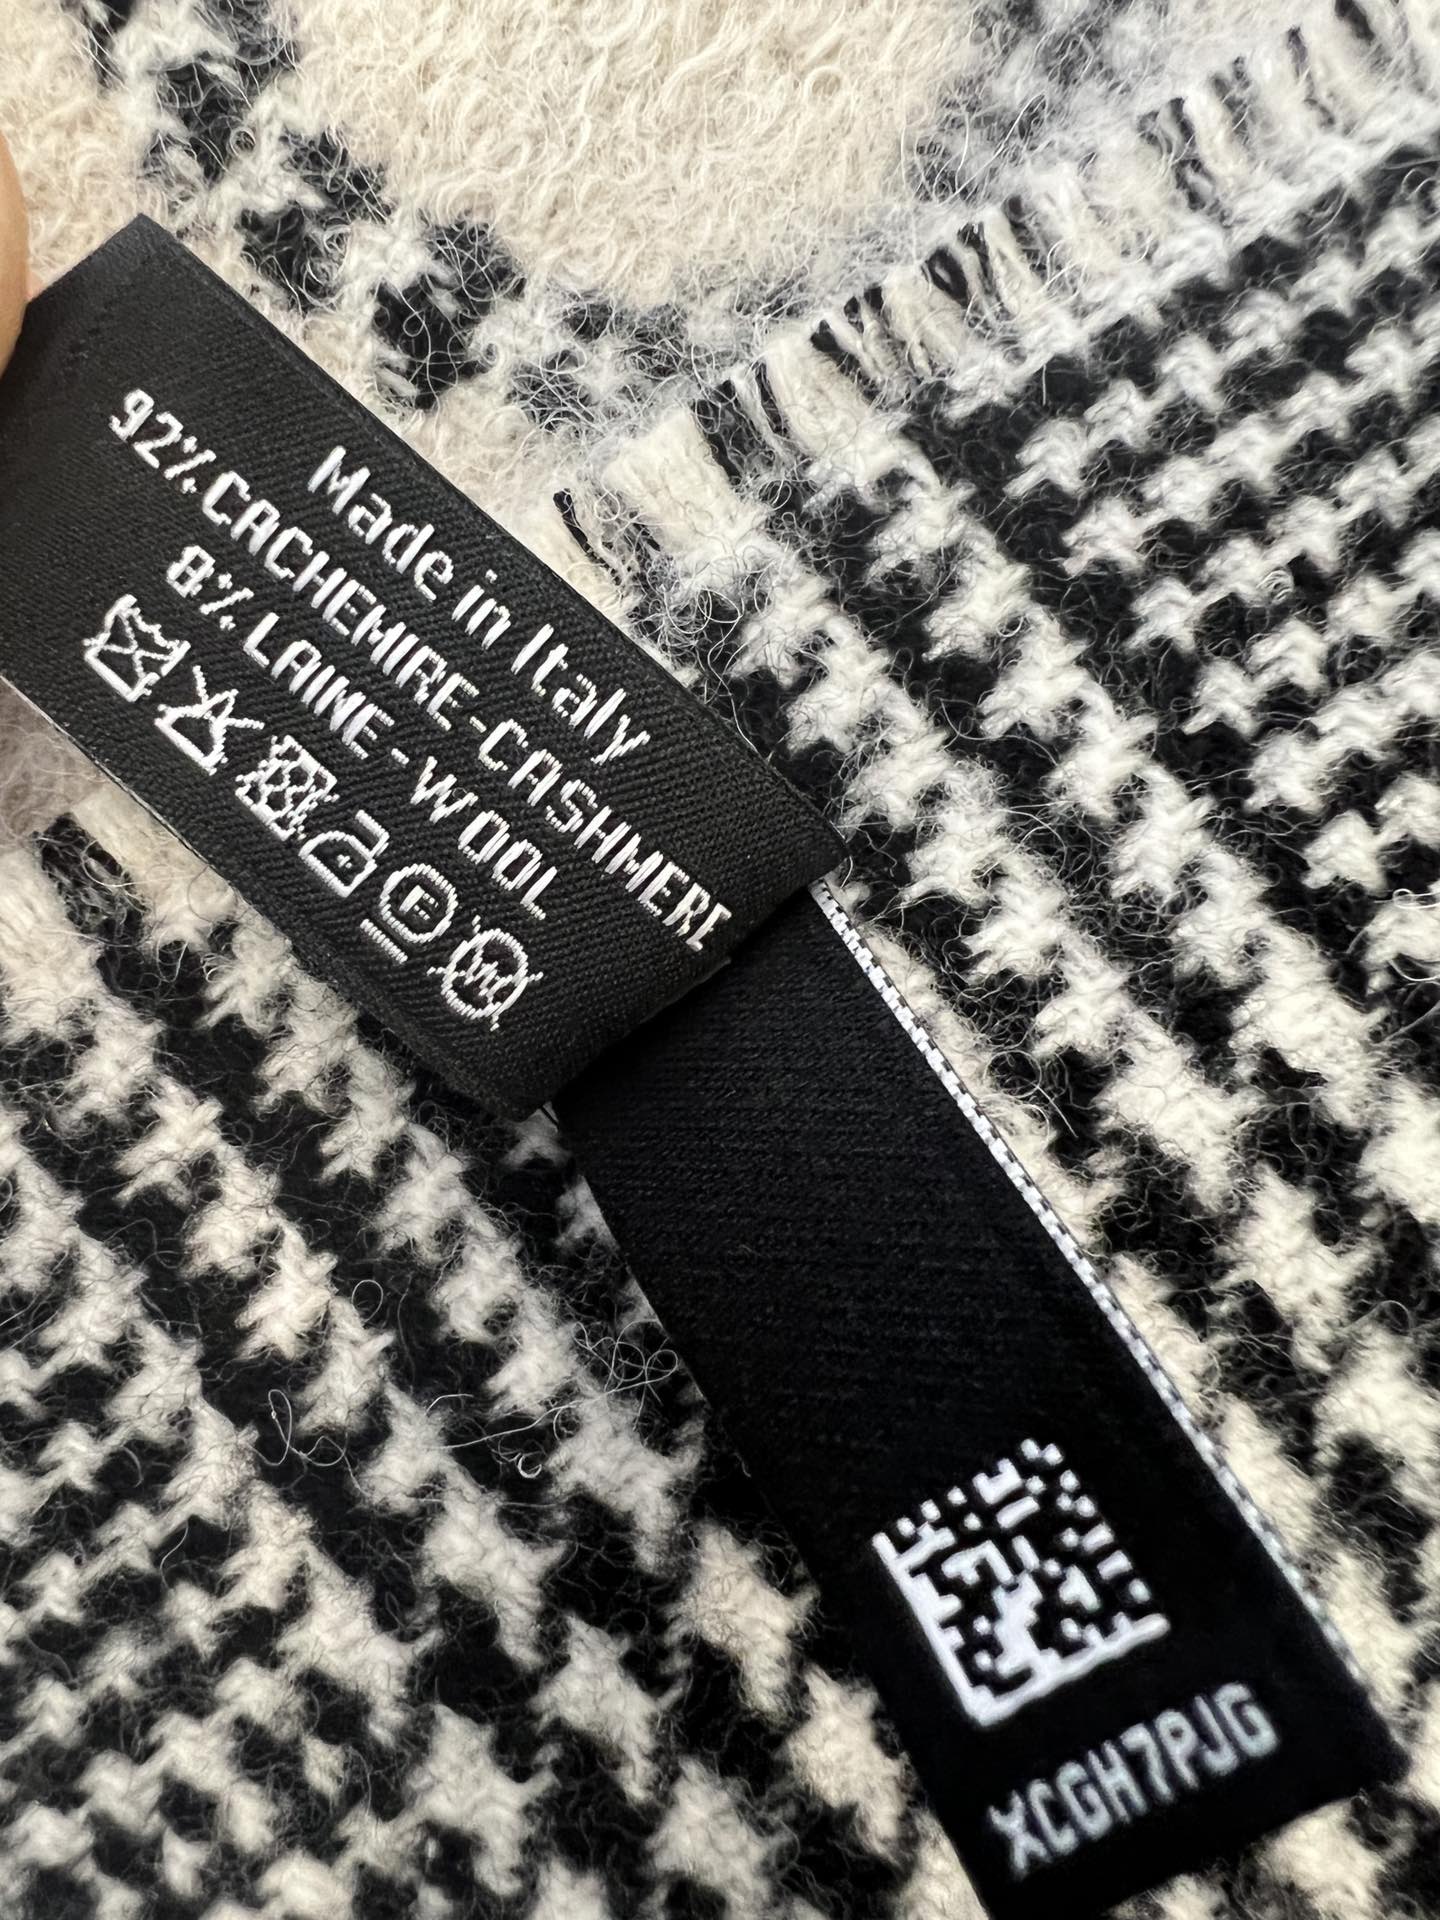 Made in Italy
92% CACHEMIRE-CASHMERE
8% LAINE-WOOL
F
XCGH7PJG